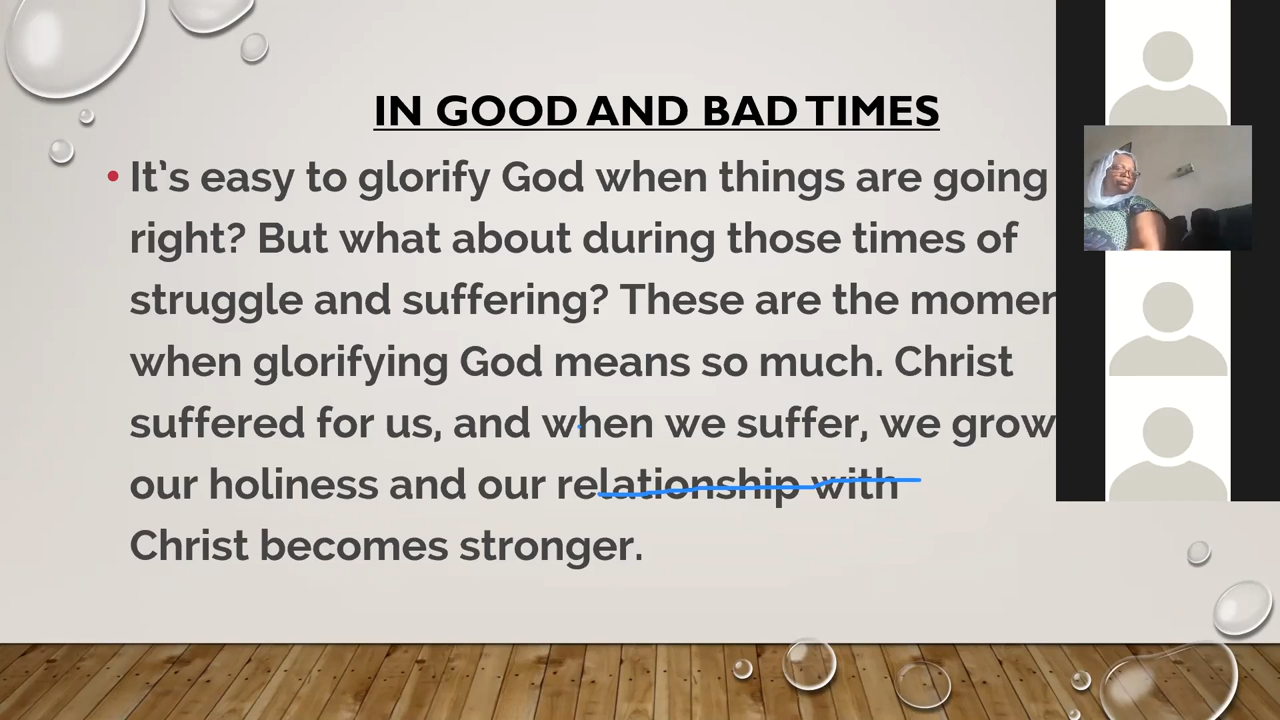 IN GOOD AND BAD TIMES
It's easy to glorify God when things are going
right? But what about during those times of
struggle and suffering? These are the
when glorifying God means so much. Christ
suffered for us, and when we suffer, we grow
our holiness and our relationship with
Christ becomes stronger.